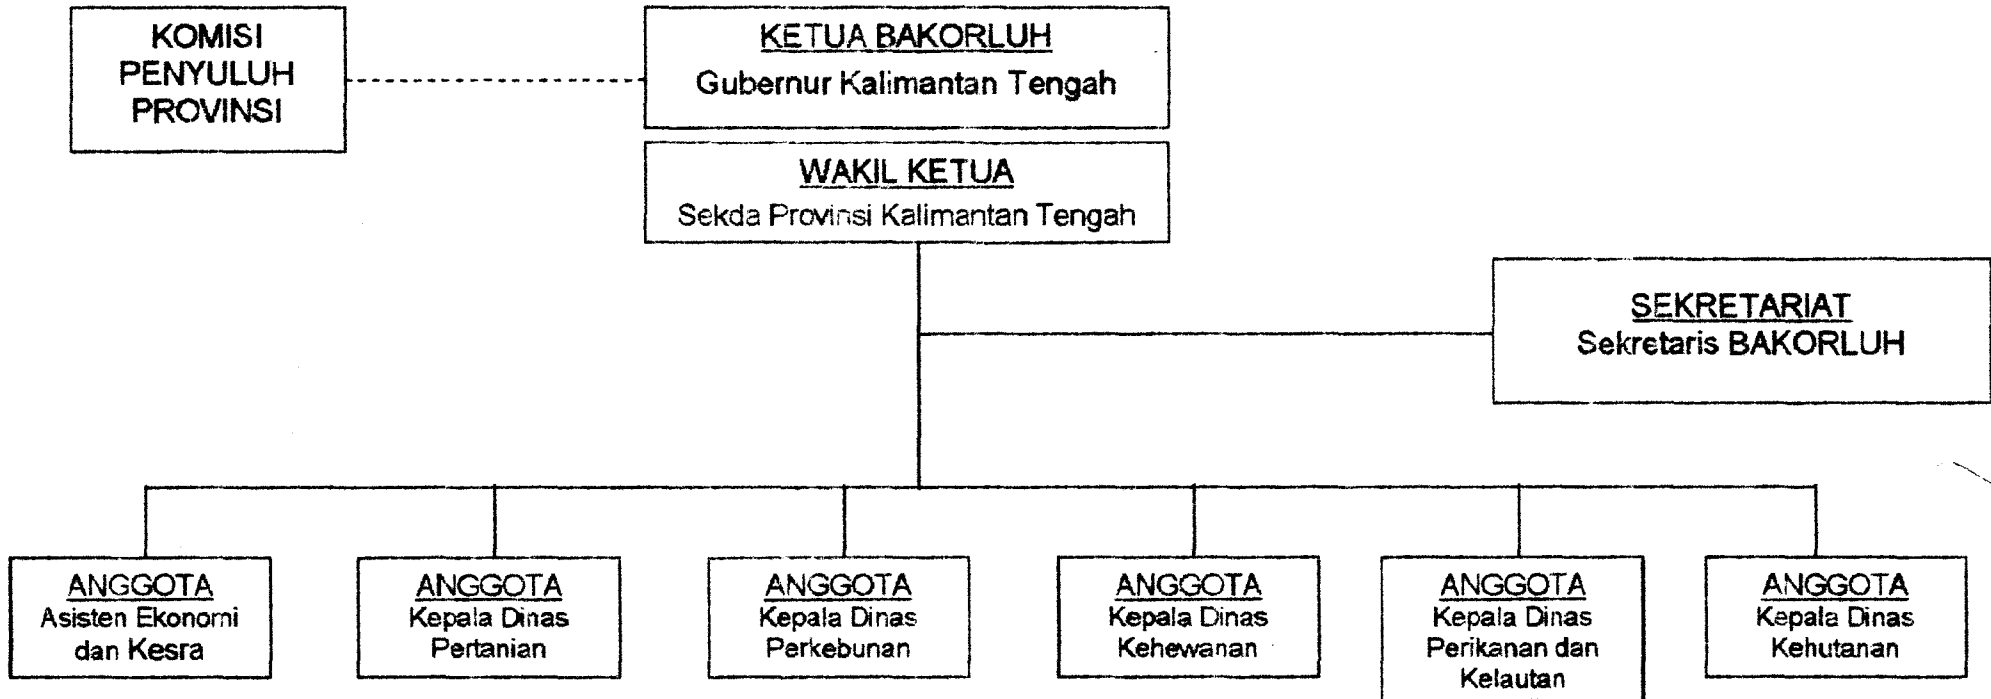 KOMISI
PENYULUH
PROVINSI
KETUA BAKORLUH
Gubernur Kalimantan Tengah
WAKIL KETUA
Sekda Provinsi Kalimantan Tengah
SEKRETARIAT
Sekretaris BAKORLUH
ANGGOTA
Asisten Ekonomi
dan Kesra
ANGGOTA
Kepala Dinas
Pertanian
ANGGOTA
Kepala Dinas
Perkebunan
ANGGOTA
Kepala Dinas
Kehewanan
ANGGOTA
Kepala Dinas
Perikanan dan
Kelautan
ANGGOTA
Kepala Dinas
Kehutanan